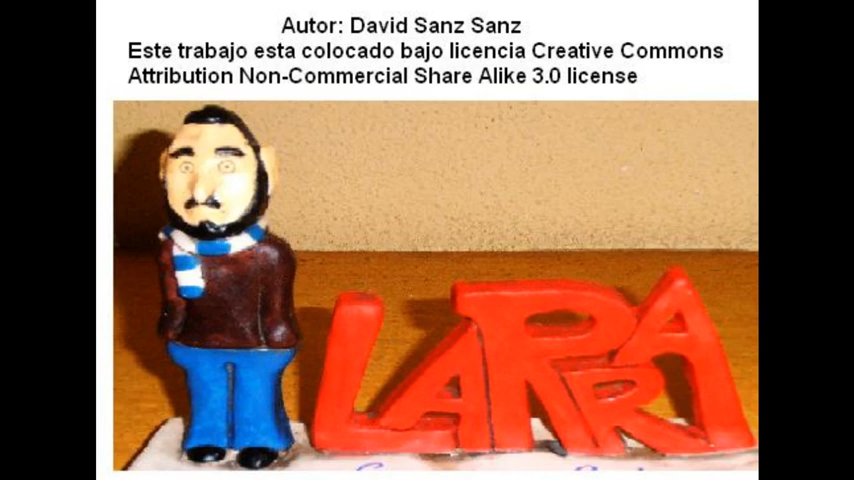 Autor: David Sanz Sanz
Este trabajo esta colocado bajo licencia Creative Commons
Attribution Non-Commercial Share Alike 3.0 license
LARRA